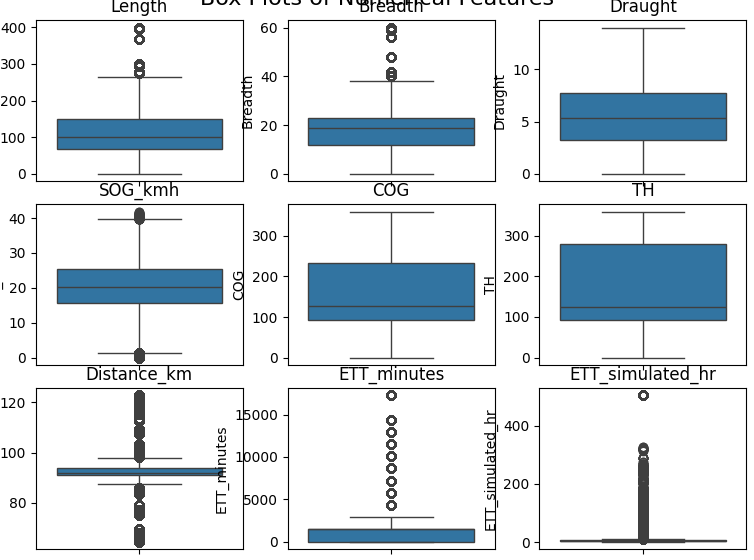 Box Plots of Numerical Features
Length Breadth Draught
400 60
300 10
200 40
100 20 5
0 0 0
Breadth Draught
SOG_kmh COG TH
40 300 300
30
20 200 200
10 100 100
0 0 0
COG TH
Distance_km ETT_minutes ETT_simulated_hr
120 15000 400
100 10000 200
80 5000
0 0
ETT_minutes ETT_simulated_hr